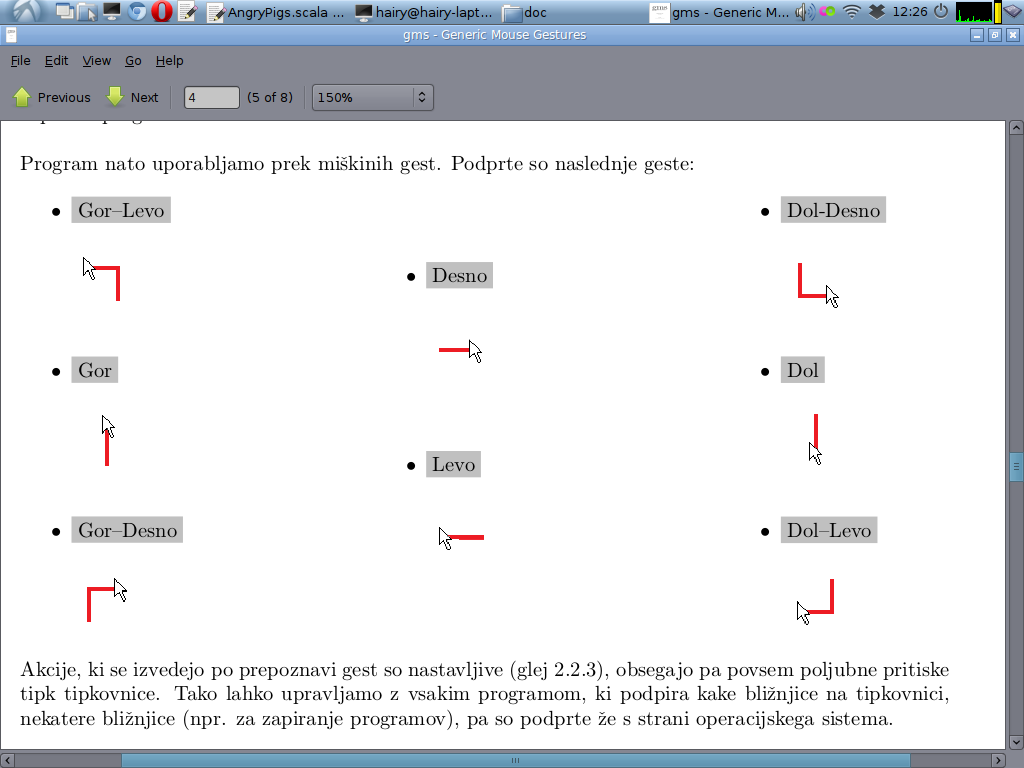 AngryPigs.scala ... hairy@hairy-lapt... doc gms - Generic M... 12:26
gms - Generic Mouse Gestures
File Edit View Go Help
Previous Next 4 (5 of 8) 150%
Program nato uporabljamo prek miškinih gest. Podprte so naslednje geste:
• Gor–Levo
• Desno
• Dol-Desno
• Gor
• Levo
• Dol
• Gor–Desno
• Dol–Levo
Akcije, ki se izvedejo po prepoznavi gest so nastavljive (glej 2.2.3), obsegajo pa povsem poljubne pritiske
tipk tipkovnice. Tako lahko upravljamo z vsakim programom, ki podpira kake bližnjice na tipkovnici,
nekatere bližnjice (npr. za zapiranje programov), pa so podprte že s strani operacijskega sistema.